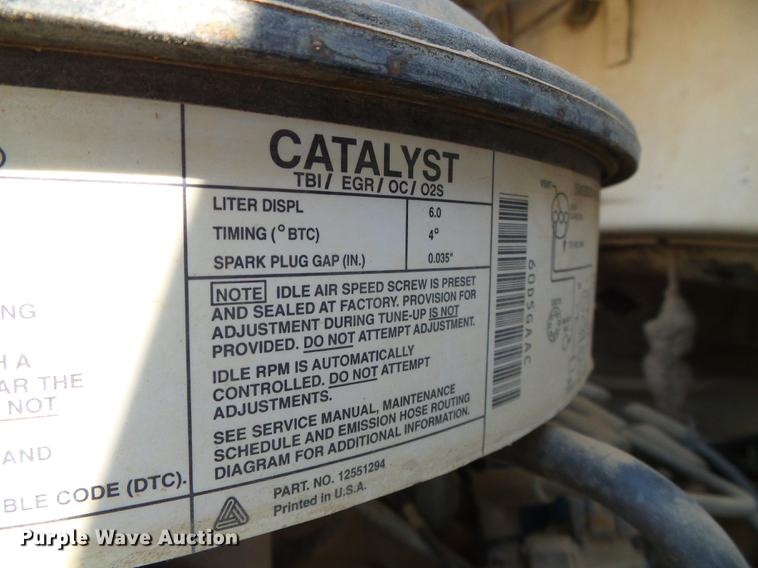 CATALYST
TBI/ EGR/ OC/ O2S
LITER DISPL 6.0
TIMING (° BTC) 4°
SPARK PLUG GAP (IN.) 0.035"
NOTE IDLE AIR SPEED SCREW IS PRESET
AND SEALED AT FACTORY. PROVISION FOR
ADJUSTMENT DURING TUNE-UP IS NOT
PROVIDED. DO NOT ATTEMPT ADJUSTMENT.
IDLE RPM IS AUTOMATICALLY
CONTROLLED. DO NOT ATTEMPT
ADJUSTMENTS.
SEE SERVICE MANUAL, MAINTENANCE
SCHEDULE AND EMISSION HOSE ROUTING
DIAGRAM FOR ADDITIONAL INFORMATION.
PART. NO. 12551294
Printed in U.S.A.
ING
H A
AR THE
NOT
AND
BLE CODE (DTC).
60D5GAAC
Purple Wave Auction